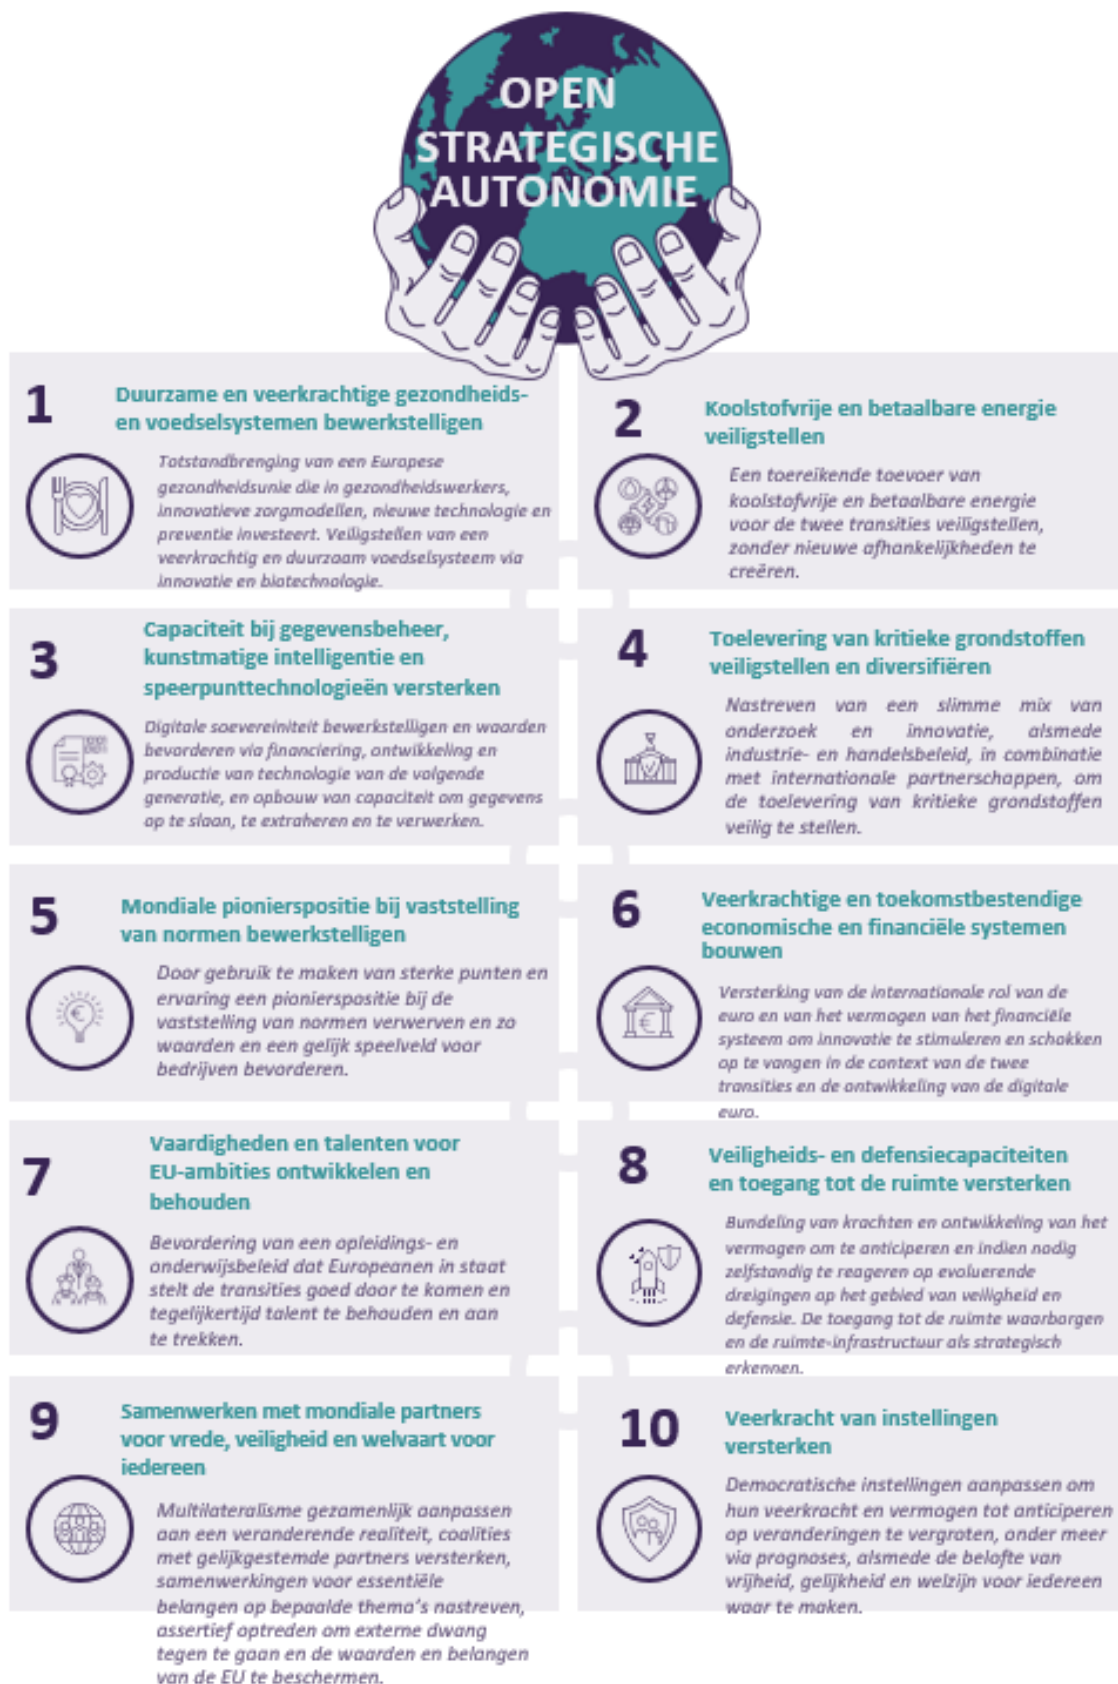 OPEN
STRATEGISCHE
AUTONOMIE
1
Duurzame en veerkrachtige gezondheids-
en voedselsystemen bewerkstelligen
Totstandbrenging van een Europese
gezondheidsunie die in gezondheidswerkers,
innovatieve zorgmodellen, nieuwe technologie en
preventie investeert. Veiligstellen van een
veerkrachtig en duurzaam voedselsysteem via
innovatie en biotechnologie.
2
Koolstofvrije en betaalbare energie
veiligstellen
Een toereikende toevoer van
koolstofvrije en betaalbare energie
voor de twee transities veiligstellen,
zonder nieuwe afhankelijkheden te
creëren.
3
Capaciteit bij gegevensbeheer,
kunstmatige intelligentie en
speerpunttechnologieën versterken
Digitale soevereiniteit bewerkstelligen en waarden
bevorderen via financiering, ontwikkeling en
productie van technologie van de volgende
generatie, en opbouw van capaciteit om gegevens
op te slaan, te extraheren en te verwerken.
4
Toelevering van kritieke grondstoffen
veiligstellen en diversifiëren
Nastreven van een slimme mix van
onderzoek en innovatie, alsmede
industrie- en handelsbeleid, in combinatie
met internationale partnerschappen, om
de toelevering van kritieke grondstoffen
veilig te stellen.
5
Mondiale pionierspositie bij vaststelling
van normen bewerkstelligen
Door gebruik te maken van sterke punten en
ervaring een pionierspositie bij de
vaststelling van normen verwerven en zo
waarden en een gelijk speelveld voor
bedrijven bevorderen.
6
Veerkrachtige en toekomstbestendige
economische en financiële systemen
bouwen
Versterking van de internationale rol van de
euro en van het vermogen van het financiële
systeem om innovatie te stimuleren en schokken
op te vangen in de context van de twee
transities en de ontwikkeling van de digitale
euro.
7
Vaardigheden en talenten voor
EU-ambities ontwikkelen en
behouden
Bevordering van een opleidings- en
onderwijsbeleid dat Europeanen in staat
stelt de transities goed door te komen en
tegelijkertijd talent te behouden en aan
te trekken.
8
Veiligheids- en defensiecapaciteiten
en toegang tot de ruimte versterken
Bundeling van krachten en ontwikkeling van het
vermogen om te anticiperen en indien nodig
zelfstandig te reageren op evoluerende
dreigingen op het gebied van veiligheid en
defensie. De toegang tot de ruimte waarborgen
en de ruimte-infrastructuur als strategisch
erkennen.
9
Samenwerken met mondiale partners
voor vrede, veiligheid en welvaart voor
iedereen
Multilateralisme gezamenlijk aanpassen
aan een veranderende realiteit, coalities
met gelijkgestemde partners versterken,
samenwerkingen voor essentiële
belangen op bepaalde thema's nastreven,
assertief optreden om externe dwang
tegen te gaan en de waarden en belangen
van de EU te beschermen.
10
Veerkracht van instellingen
versterken
Democratische instellingen aanpassen om
hun veerkracht en vermogen tot anticiperen
op veranderingen te vergroten, onder meer
via prognoses, alsmede de belofte van
vrijheid, gelijkheid en welzijn voor iedereen
waar te maken.